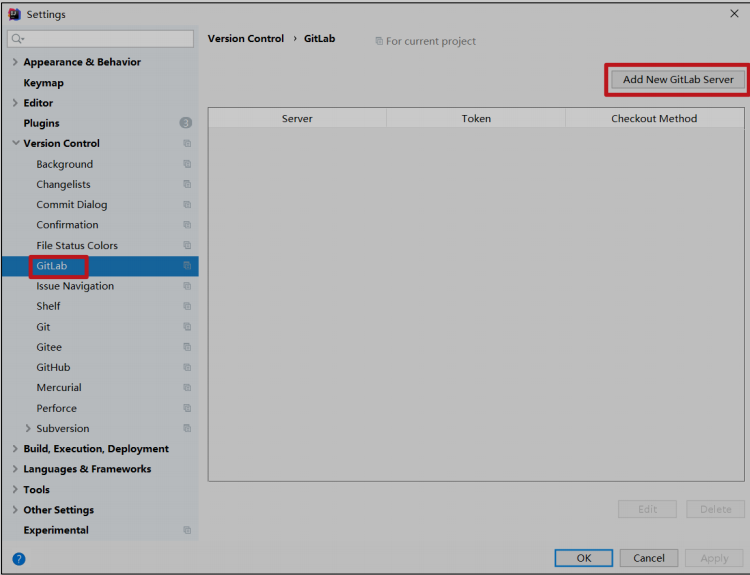 Settings
Version Control › GitLab For current project
Appearance & Behavior
Keymap
Editor
Plugins 3
Version Control
Background
Changelists
Commit Dialog
Confirmation
File Status Colors
GitLab
Issue Navigation
Shelf
Git
Gitee
GitHub
Mercurial
Perforce
Subversion
Build, Execution, Deployment
Languages & Frameworks
Tools
Other Settings
Experimental
Add New GitLab Server
Server Token Checkout Method
Edit Delete
? OK Cancel Apply